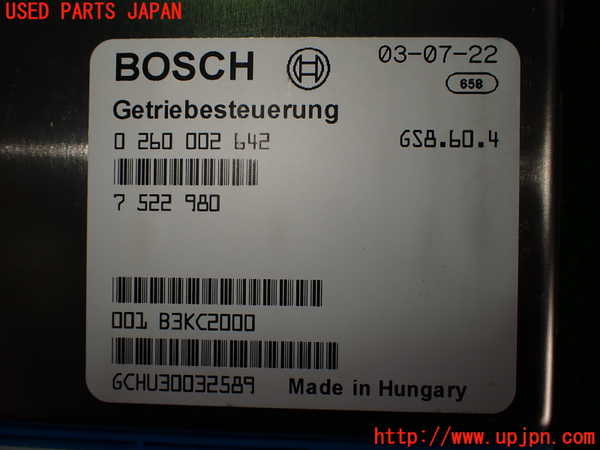 USED PARTS JAPAN
BOSCH
03-07-22
658
Getriebesteuerung
0 260 002 642
GS8.60.4
7 522 980
001 B3KC2000
GCHU30032589
Made in Hungary
http://www.upjpn.com/